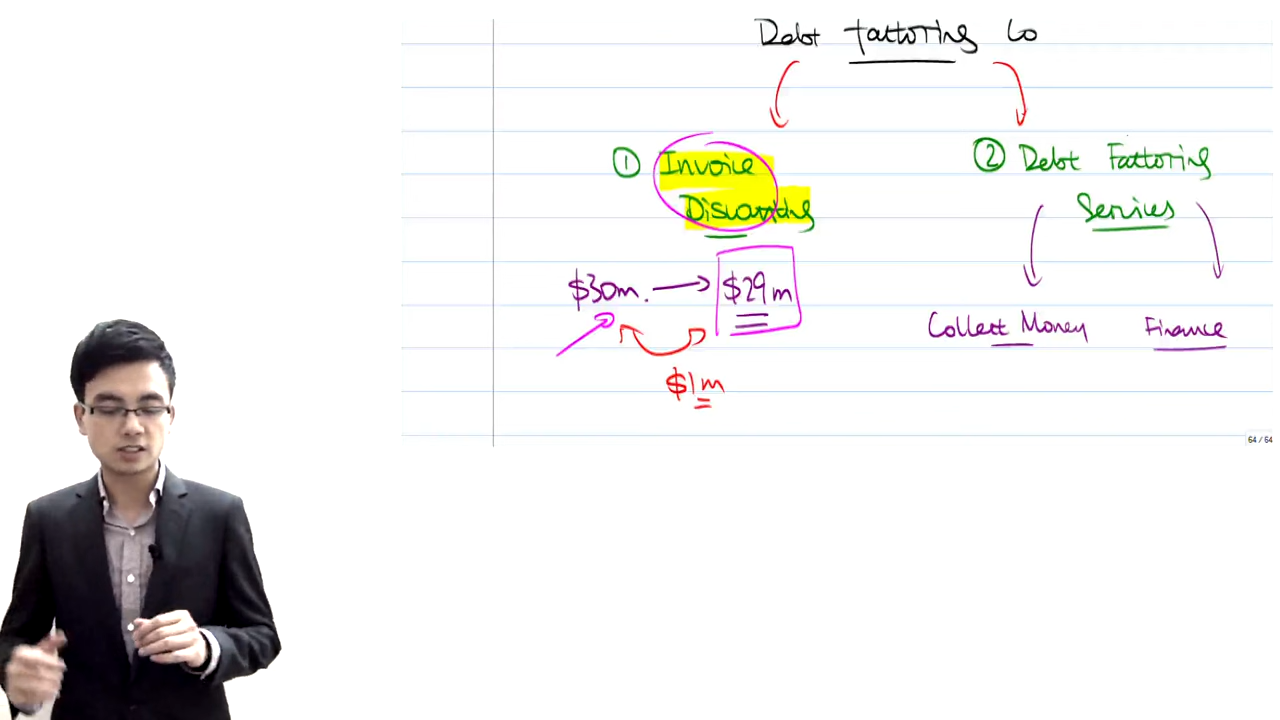 Debt Factoring Co
① Invoice
Discounting
② Debt Factoring
Services
$30m. → $29m
$1m
Collect Money
Finance
64 / 64